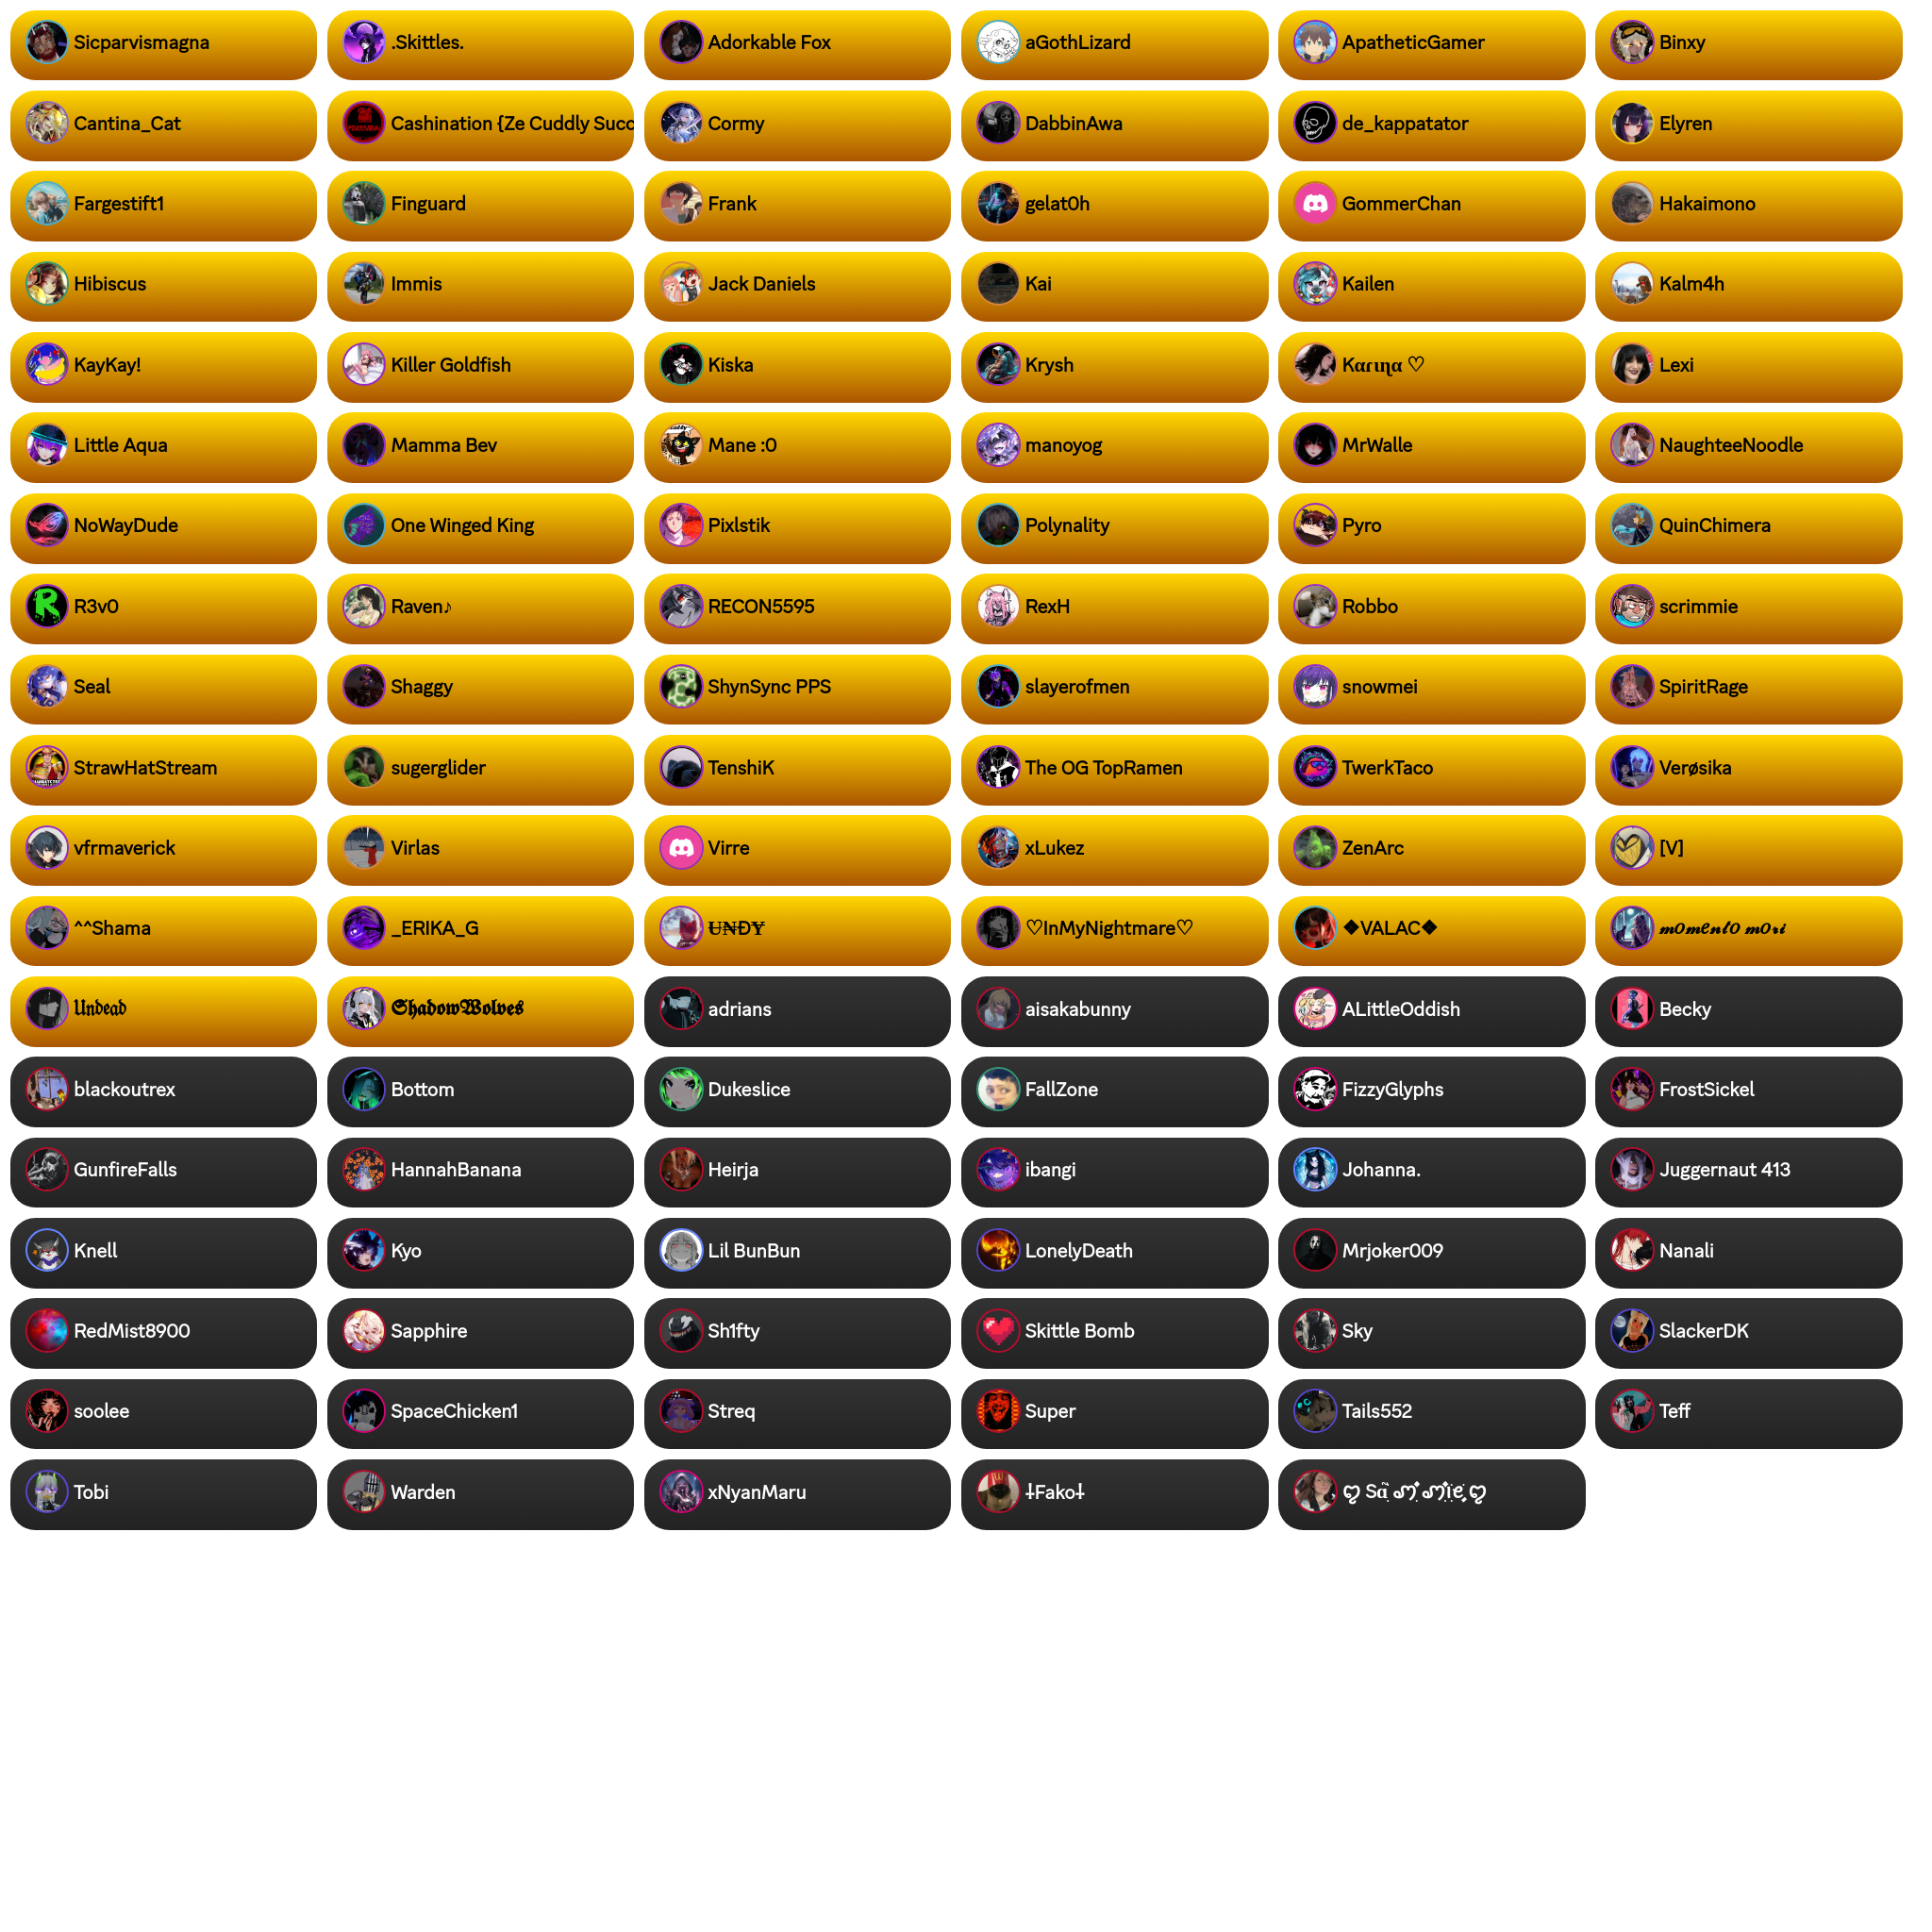 Sicparvismagna
.Skittles.
Adorkable Fox
aGothLizard
ApatheticGamer
Binxy
Cantina_Cat
Cashination {Ze Cuddly Succ
Cormy
DabbinAwa
de_kappatator
Elyren
Fargestift1
Finguard
Frank
gelat0h
GommerChan
Hakaimono
Hibiscus
Immis
Jack Daniels
Kai
Kailen
Kalm4h
KayKay!
Killer Goldfish
Kiska
Krysh
Kαɾιɳα ♡
Lexi
Little Aqua
Mamma Bev
Mane :0
manoyog
MrWalle
NaughteeNoodle
NoWayDude
One Winged King
Pixlstik
Polynality
Pyro
QuinChimera
R3v0
Raven♪
RECON5595
RexH
Robbo
scrimmie
Seal
Shaggy
ShynSync PPS
slayerofmen
snowmei
SpiritRage
StrawHatStream
sugerglider
TenshiK
The OG TopRamen
TwerkTaco
Verøsika
vfrmaverick
Virlas
Virre
xLukez
ZenArc
[V]
^^Shama
_ERIKA_G
U̶N̶D̶Y̶
♡InMyNightmare♡
❖VALAC❖
𝓶𝓸𝓶𝓮𝓷𝓽𝓸 𝓶𝓸𝓻𝓲
𝔘𝔫𝔡𝔢𝔞𝔡
𝕾𝖍𝖆𝖉𝖔𝖜𝖂𝖔𝖑𝖛𝖊𝖘
adrians
aisakabunny
ALittleOddish
Becky
blackoutrex
Bottom
Dukeslice
FallZone
FizzyGlyphs
FrostSickel
GunfireFalls
HannahBanana
Heirja
ibangi
Johanna.
Juggernaut 413
Knell
Kyo
Lil BunBun
LonelyDeath
Mrjoker009
Nanali
RedMist8900
Sapphire
Sh1fty
Skittle Bomb
Sky
SlackerDK
soolee
SpaceChicken1
Streq
Super
Tails552
Teff
Tobi
Warden
xNyanMaru
⸸Fako⸸